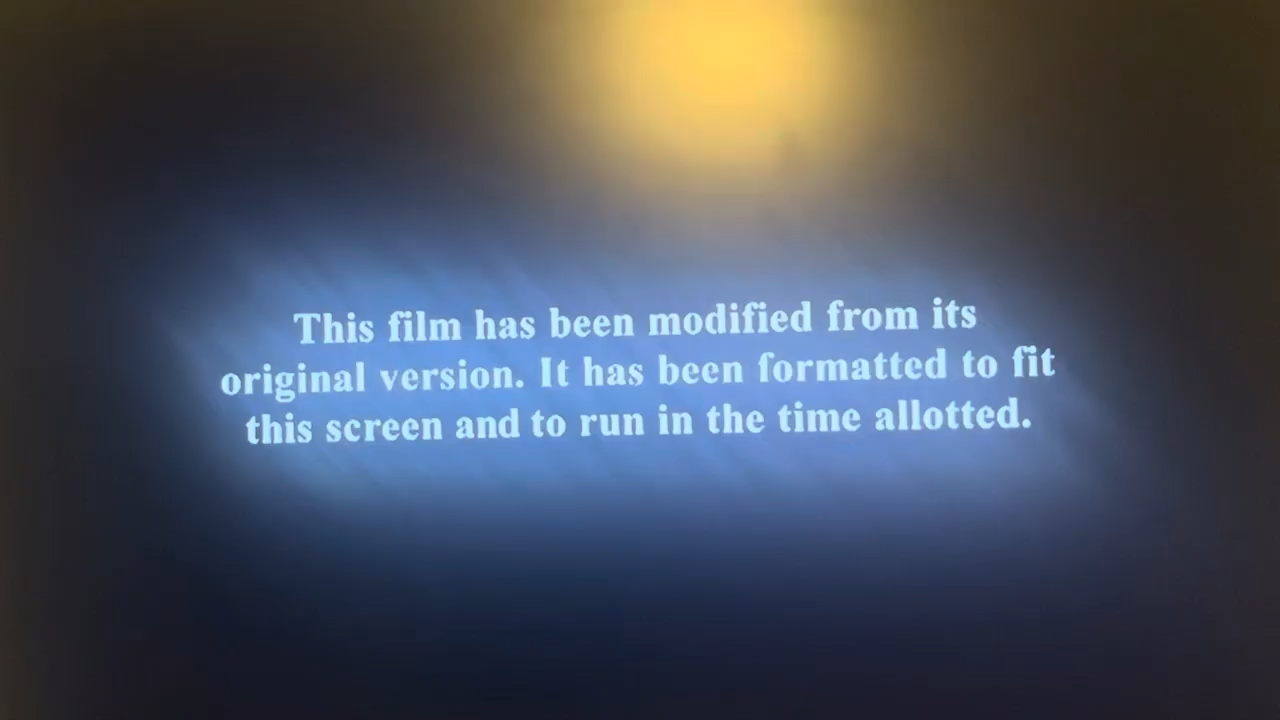 This film has been modified from its
original version. It has been formatted to fit
this screen and to run in the time allotted.